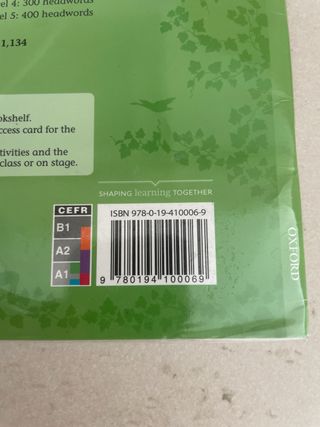 el 4: 300 headwords
el 5: 400 headwords
1,134
okshelf.
ccess card for the
tivities and the
class or on stage.
SHAPING learning TOGETHER
CEFR
B1
A2
A1
ISBN 978-0-19-410006-9
9 780194 100069
OXFORD